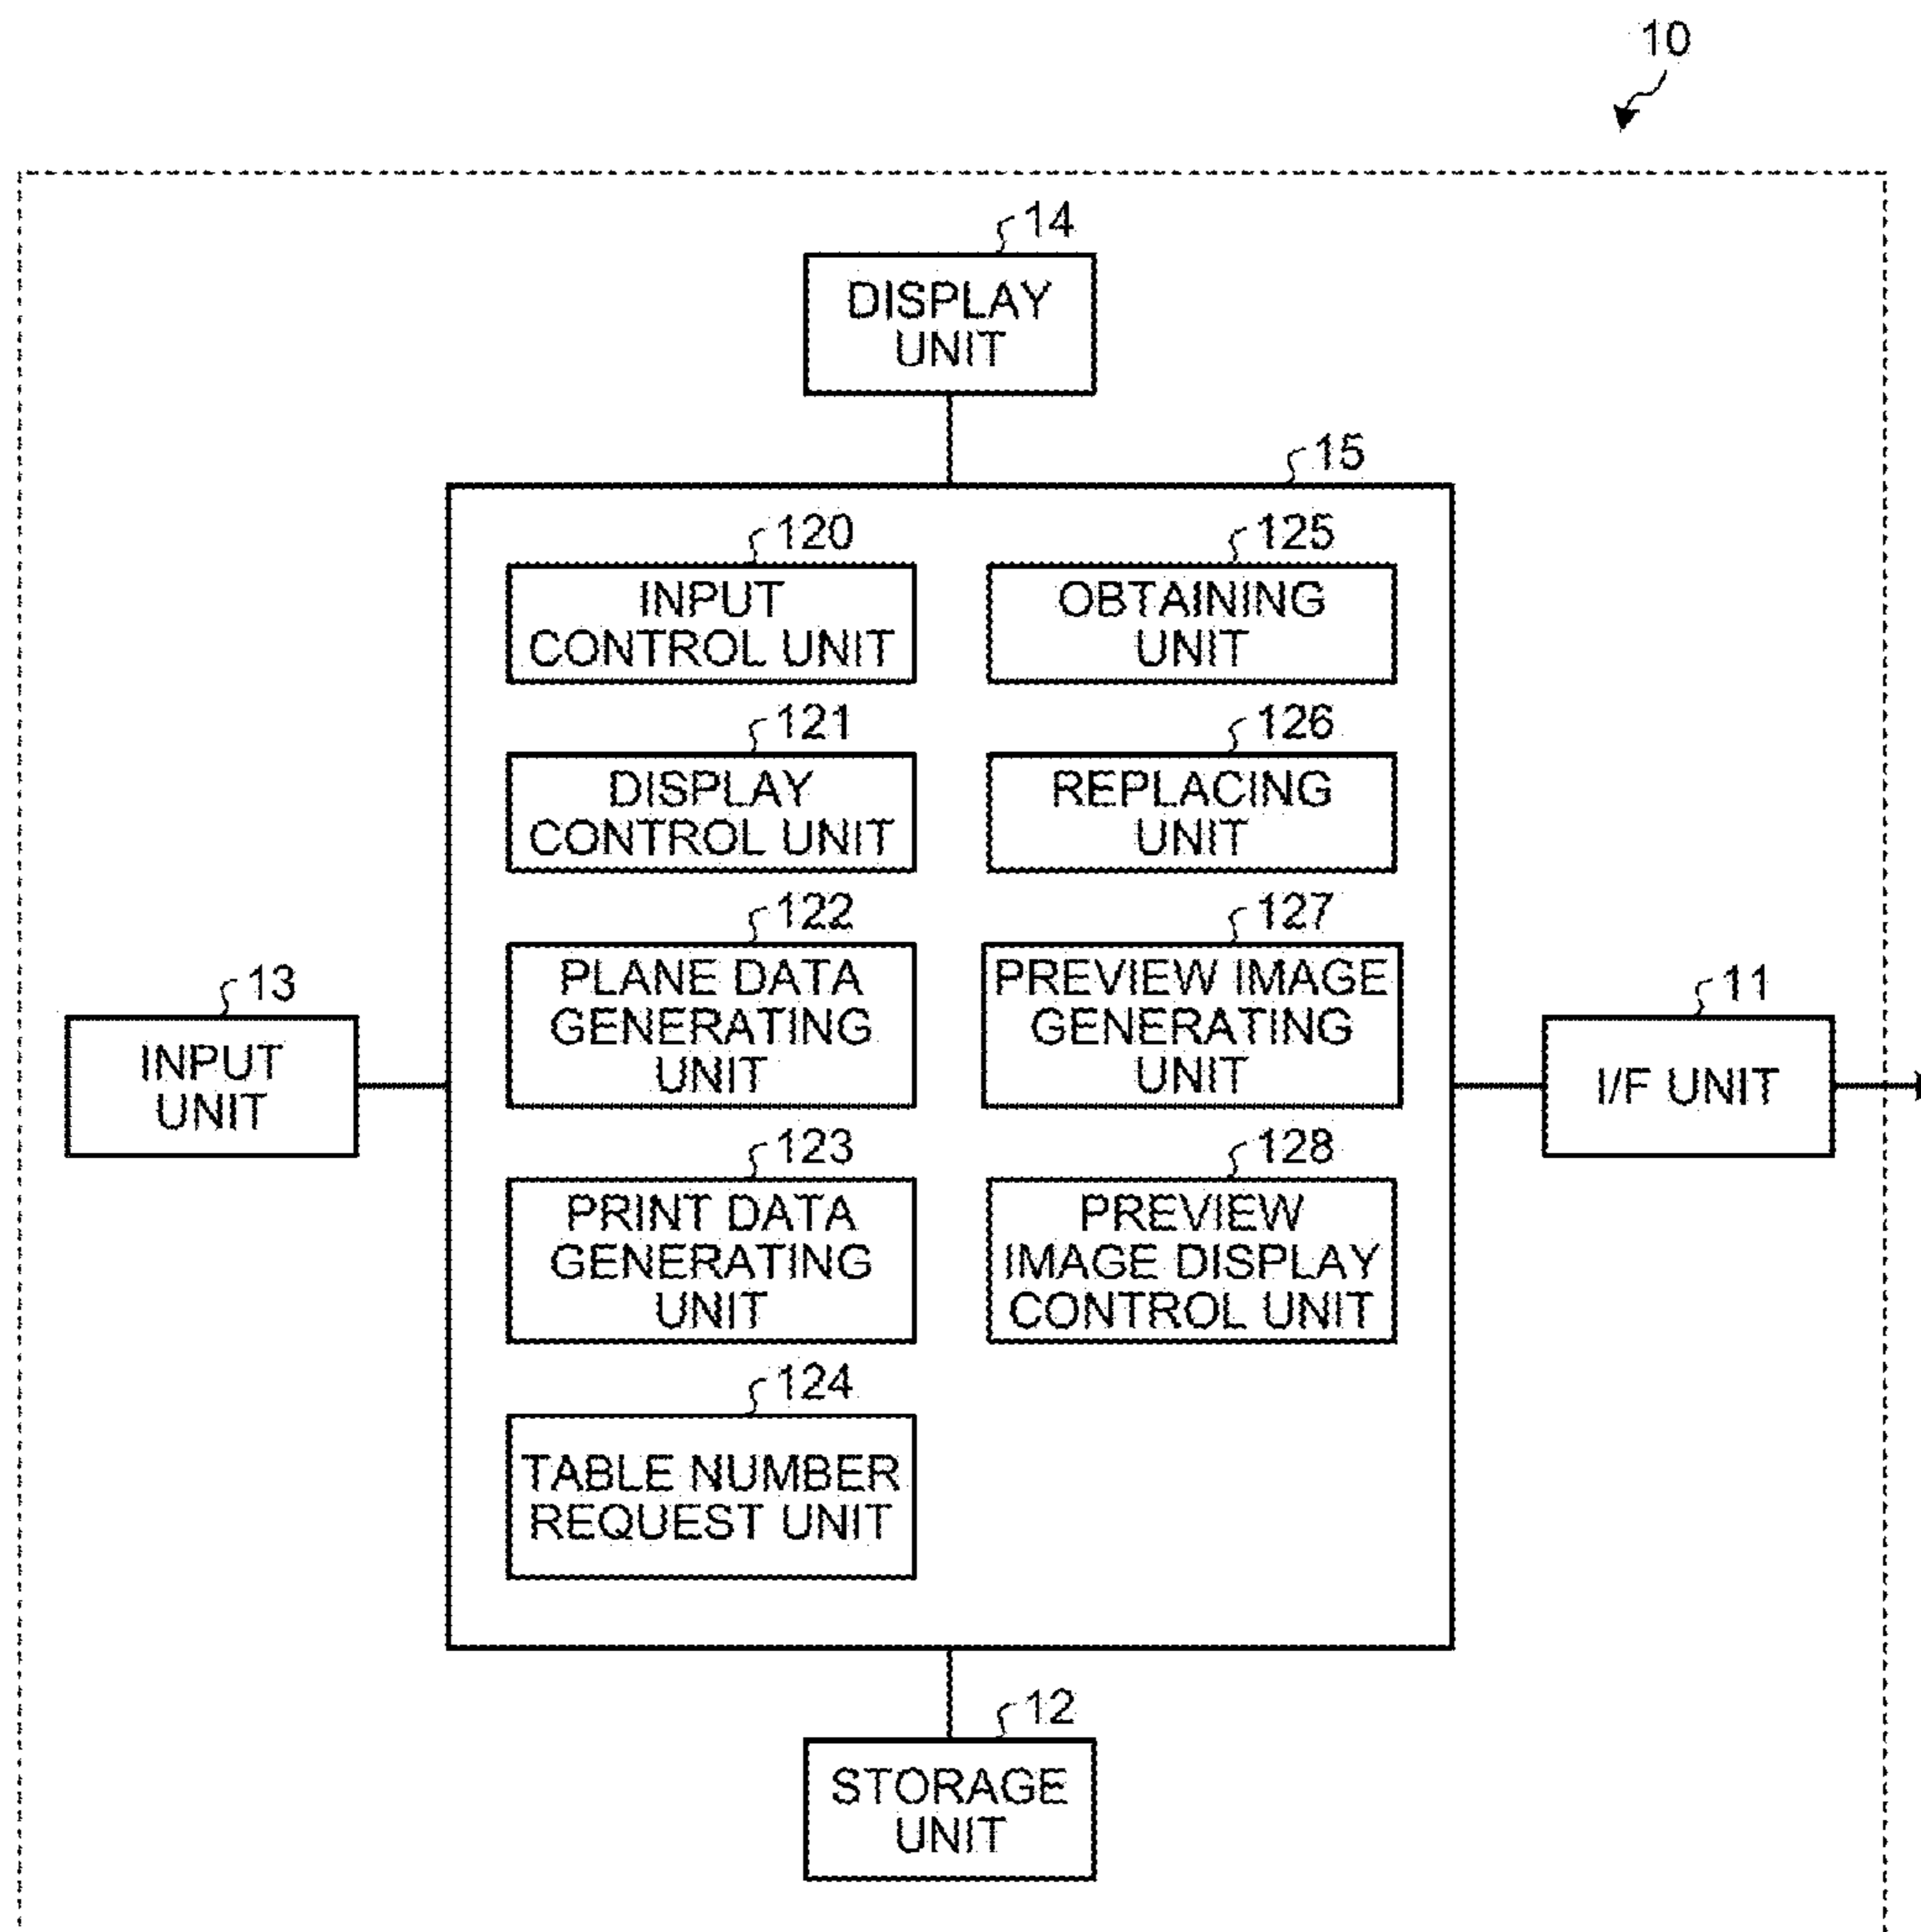 10
14
DISPLAY
UNIT
15
120
INPUT
CONTROL UNIT
125
OBTAINING
UNIT
121
DISPLAY
CONTROL UNIT
126
REPLACING
UNIT
122
PLANE DATA
GENERATING
UNIT
127
PREVIEW IMAGE
GENERATING
UNIT
13
INPUT
UNIT
11
I/F UNIT
123
PRINT DATA
GENERATING
UNIT
128
PREVIEW
IMAGE DISPLAY
CONTROL UNIT
124
TABLE NUMBER
REQUEST UNIT
12
STORAGE
UNIT